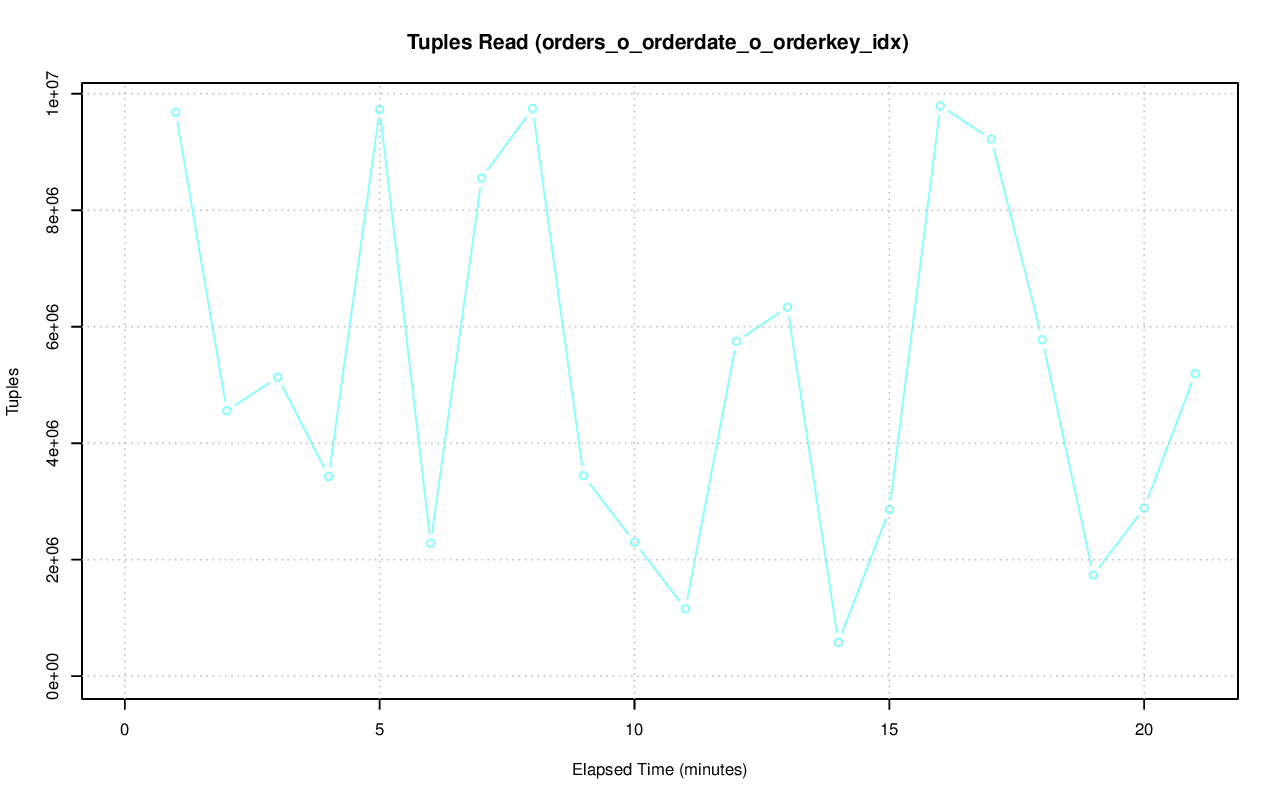 Tuples Read (orders_o_orderdate_o_orderkey_idx)
1e+07
8e+06
6e+06
4e+06
2e+06
0e+00
Tuples
0 5 10 15 20
Elapsed Time (minutes)